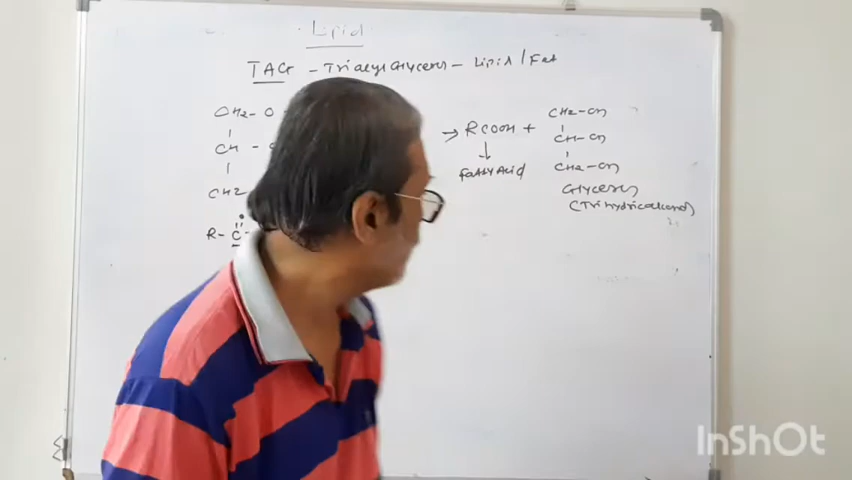 Lipid
TAG - Triacyl Glycerol - Lipid / Fat
CH2 - O
CH -
CH2
R - C -
→ RCOOH +
Fatty Acid
CH2 - OH
CH - OH
CH2 - OH
Glycerol
(Trihydric alcohol)
InShOt